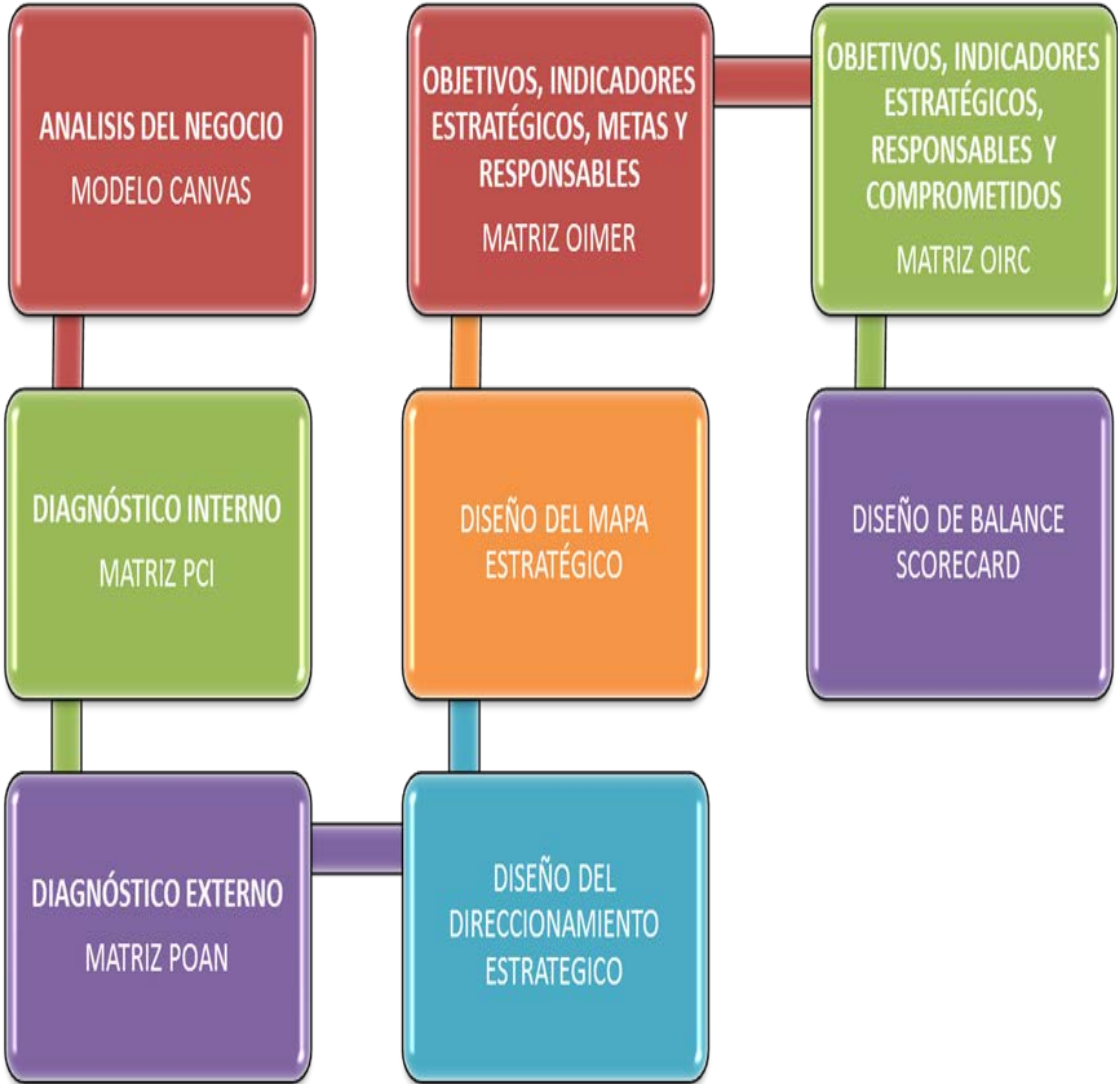 ANALISIS DEL NEGOCIO
MODELO CANVAS
DIAGNÓSTICO INTERNO
MATRIZ PCI
DIAGNÓSTICO EXTERNO
MATRIZ POAN
DISEÑO DEL
DIRECCIONAMIENTO
ESTRATEGICO
DISEÑO DEL MAPA
ESTRATÉGICO
OBJETIVOS, INDICADORES
ESTRATÉGICOS, METAS Y
RESPONSABLES
MATRIZ OIMER
OBJETIVOS, INDICADORES
ESTRATÉGICOS,
RESPONSABLES Y
COMPROMETIDOS
MATRIZ OIRC
DISEÑO DE BALANCE
SCORECARD